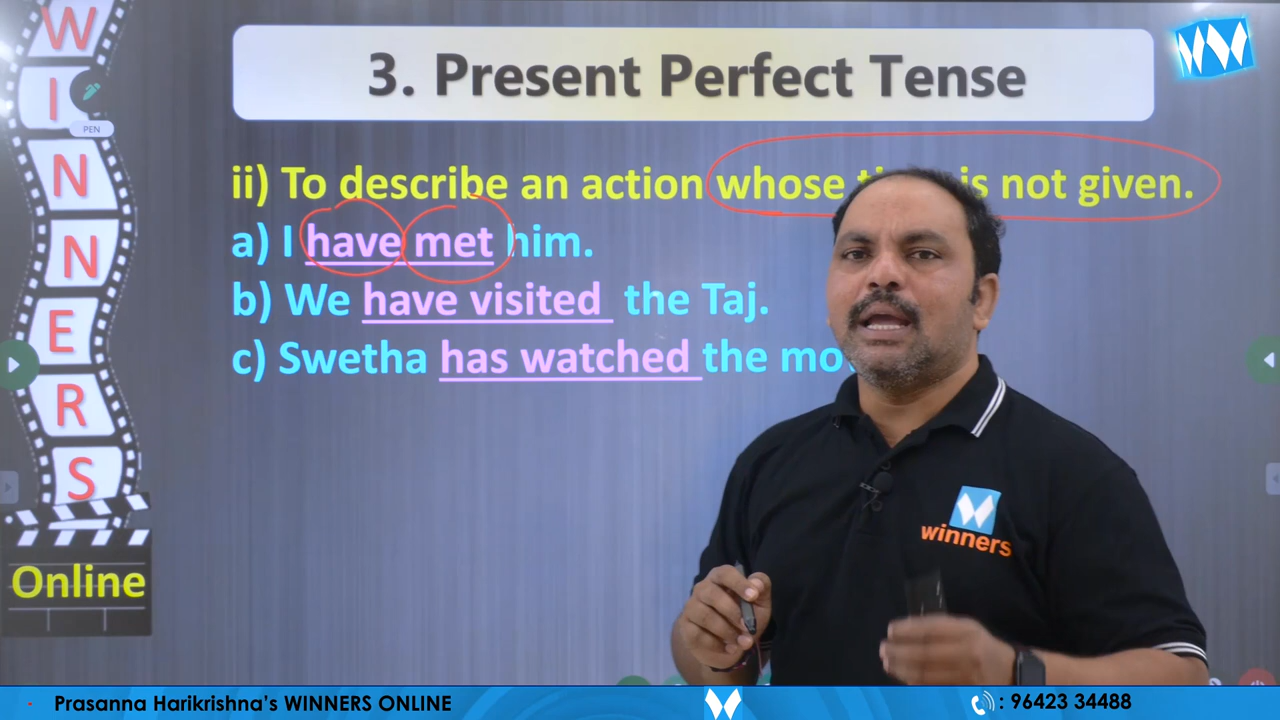 WINNERS
PEN
Online
3. Present Perfect Tense
ii) To describe an action whose is not given.
a) I have met him.
b) We have visited the Taj.
c) Swetha has watched the
winners
- Prasanna Harikrishna's WINNERS ONLINE
: 96423 34488